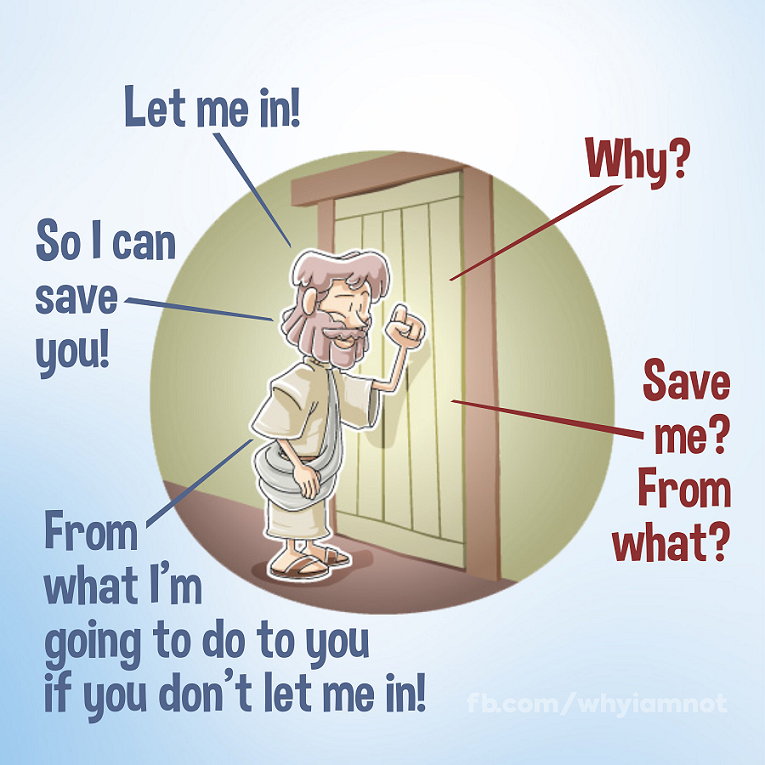 Let me in!
Why?
So I can
save
you!
Save
me?
From
what?
From
what I'm
going to do to you
if you don't let me in!
fb.com/whyiamnot